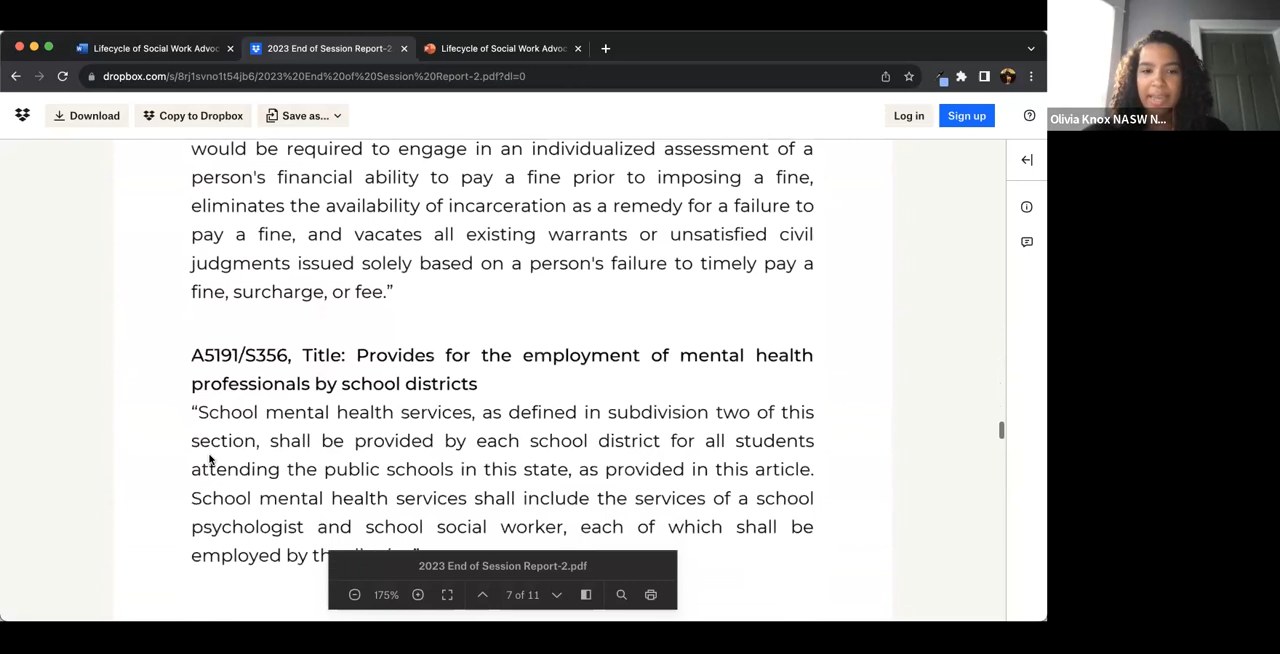 Lifecycle of Social Work Advoc
2023 End of Session Report-2
Lifecycle of Social Work Advoc
dropbox.com/s/8rj1svno1t54jb6/2023%20End%20of%20Session%20Report-2.pdf?dl=0
Download
Copy to Dropbox
Save as...
Log in
Sign up
Olivia Knox NASW N...
would be required to engage in an individualized assessment of a
person's financial ability to pay a fine prior to imposing a fine,
eliminates the availability of incarceration as a remedy for a failure to
pay a fine, and vacates all existing warrants or unsatisfied civil
judgments issued solely based on a person's failure to timely pay a
fine, surcharge, or fee.”
A5191/S356, Title: Provides for the employment of mental health
professionals by school districts
“School mental health services, as defined in subdivision two of this
section, shall be provided by each school district for all students
attending the public schools in this state, as provided in this article.
School mental health services shall include the services of a school
psychologist and school social worker, each of which shall be
employed by
2023 End of Session Report-2.pdf
175%
7 of 11